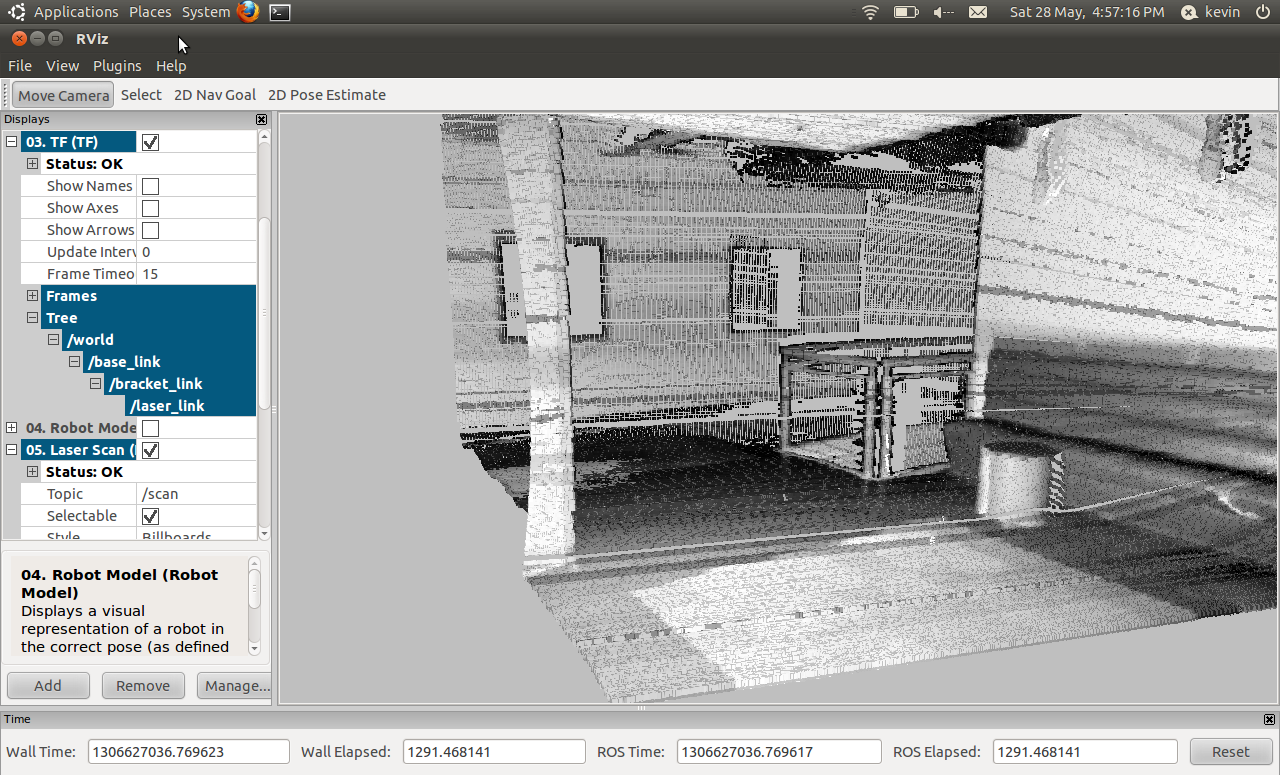 Applications Places System Sat 28 May, 4:57:16 PM kevin
RViz
File View Plugins Help
Move Camera Select 2D Nav Goal 2D Pose Estimate
Displays
03. TF (TF)
Status: OK
Show Names
Show Axes
Show Arrows
Update Interv 0
Frame Timeo 15
Frames
Tree
/world
/base_link
/bracket_link
/laser_link
04. Robot Mode
05. Laser Scan (
Status: OK
Topic /scan
Selectable
Style Billboards
04. Robot Model (Robot
Model)
Displays a visual
representation of a robot in
the correct pose (as defined
Add Remove Manage...
Time
Wall Time: 1306627036.769623 Wall Elapsed: 1291.468141 ROS Time: 1306627036.769617 ROS Elapsed: 1291.468141 Reset